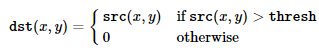 dst(x, y) = { src(x, y) if src(x, y) > thresh
0 otherwise